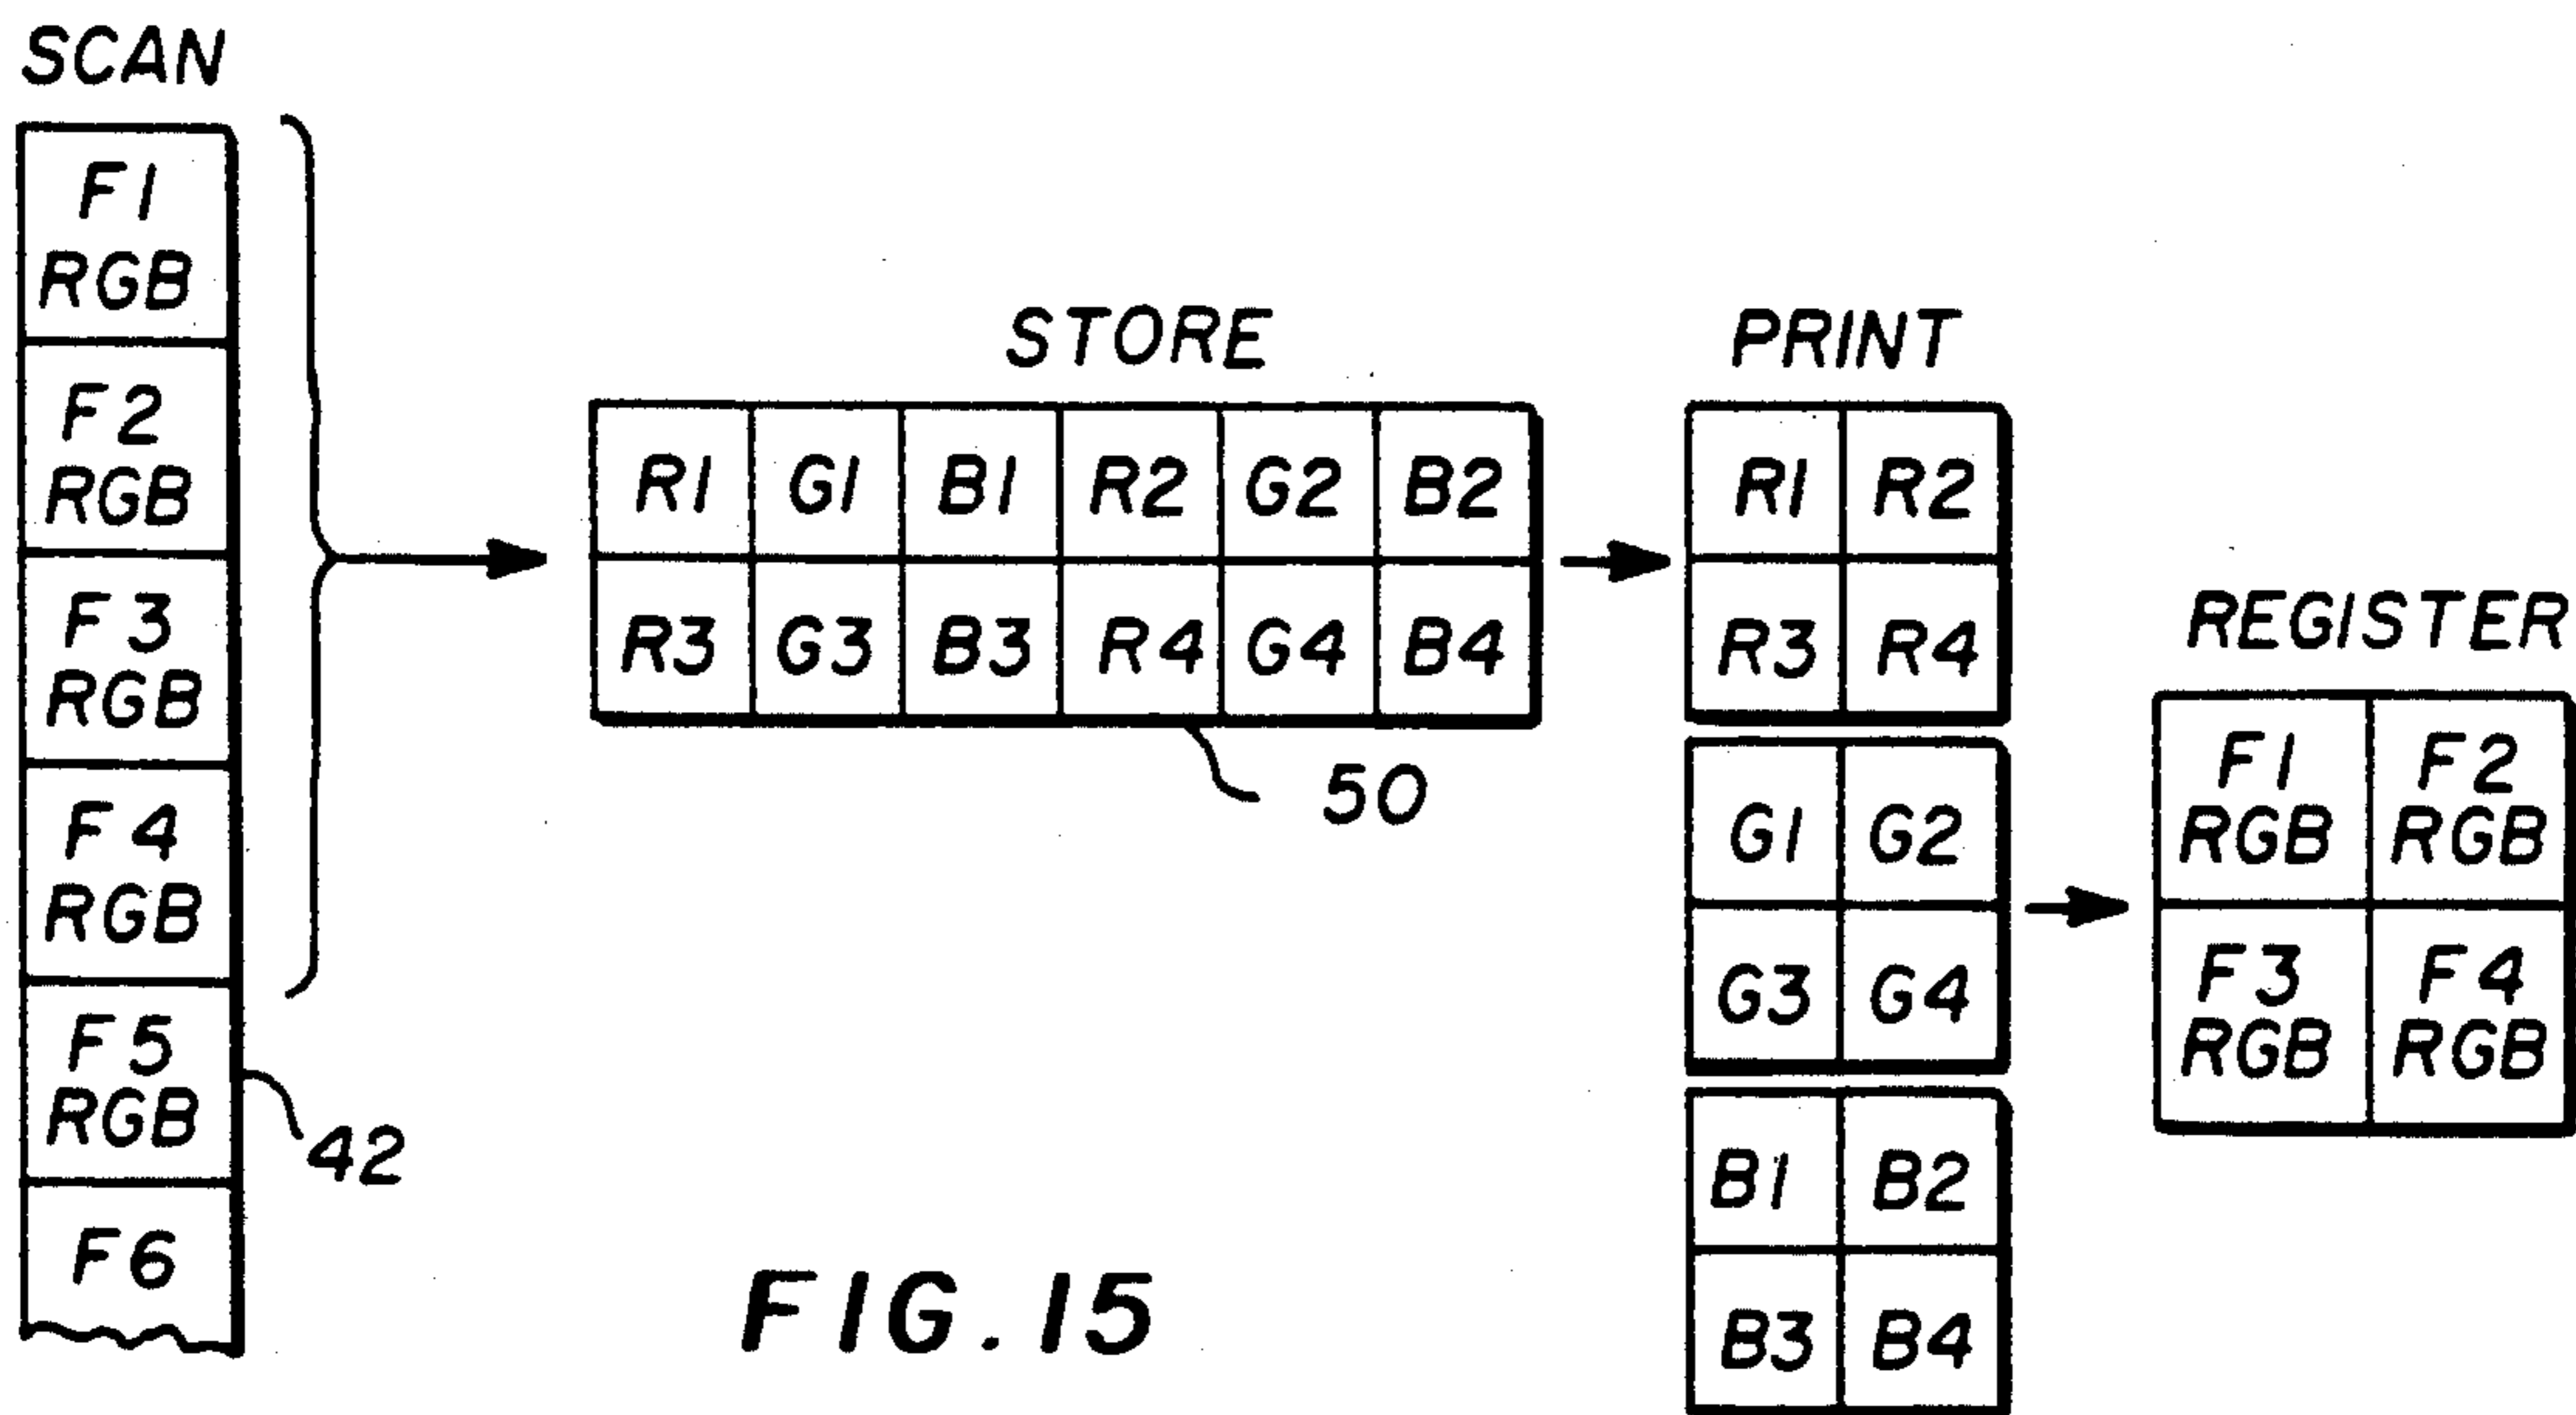 SCAN
F1
RGB
F2
RGB
F3
RGB
F4
RGB
F5
RGB
F6
42
STORE
R1 G1 B1 R2 G2 B2
R3 G3 B3 R4 G4 B4
50
PRINT
R1 R2
R3 R4
G1 G2
G3 G4
B1 B2
B3 B4
REGISTER
F1 F2
RGB RGB
F3 F4
RGB RGB
FIG. 15